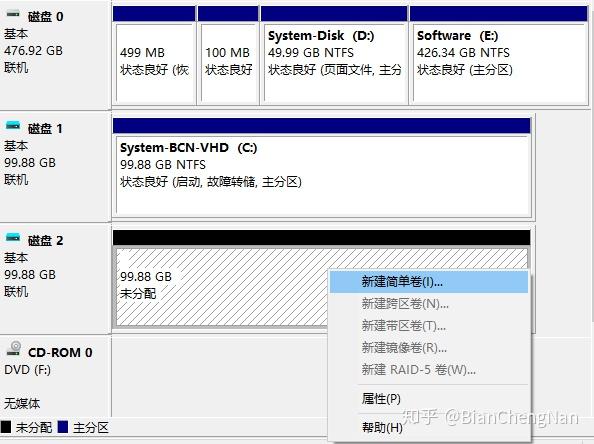 磁盘 0
基本
476.92 GB
联机
499 MB
状态良好 (恢
100 MB
状态良好
System-Disk (D:)
49.99 GB NTFS
状态良好 (页面文件, 主分
Software (E:)
426.34 GB NTFS
状态良好 (主分区)
磁盘 1
基本
99.88 GB
联机
System-BCN-VHD (C:)
99.88 GB NTFS
状态良好 (启动, 故障转储, 主分区)
磁盘 2
基本
99.88 GB
联机
99.88 GB
未分配
新建简单卷(I)...
新建跨区卷(N)...
新建带区卷(T)...
新建镜像卷(R)...
新建 RAID-5 卷(W)...
属性(P)
帮助(H)
CD-ROM 0
DVD (F:)
无媒体
未分配 主分区
知乎 @BianChengNan